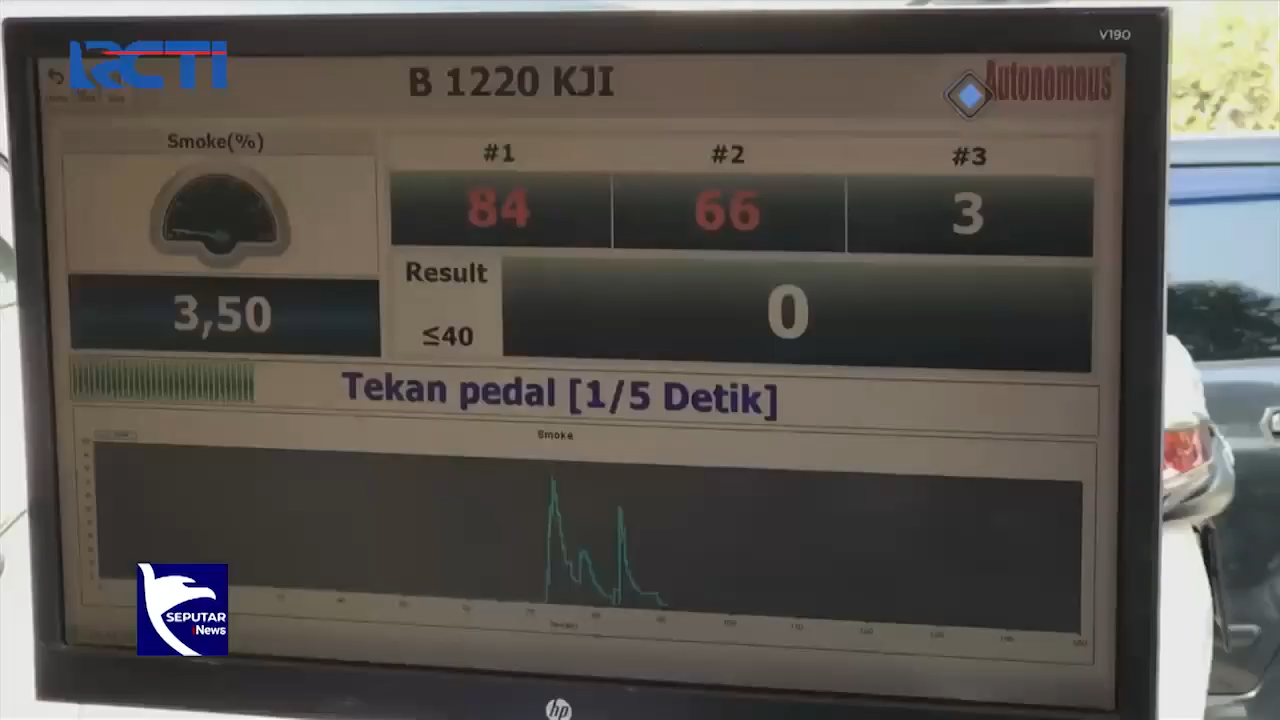 V190
RCTI
B 1220 KJI
Autonomous
Smoke(%)
#1 #2 #3
84 66 3
3,50
Result
≤40
0
Tekan pedal [1/5 Detik]
Smoke
SEPUTAR
iNews
hp